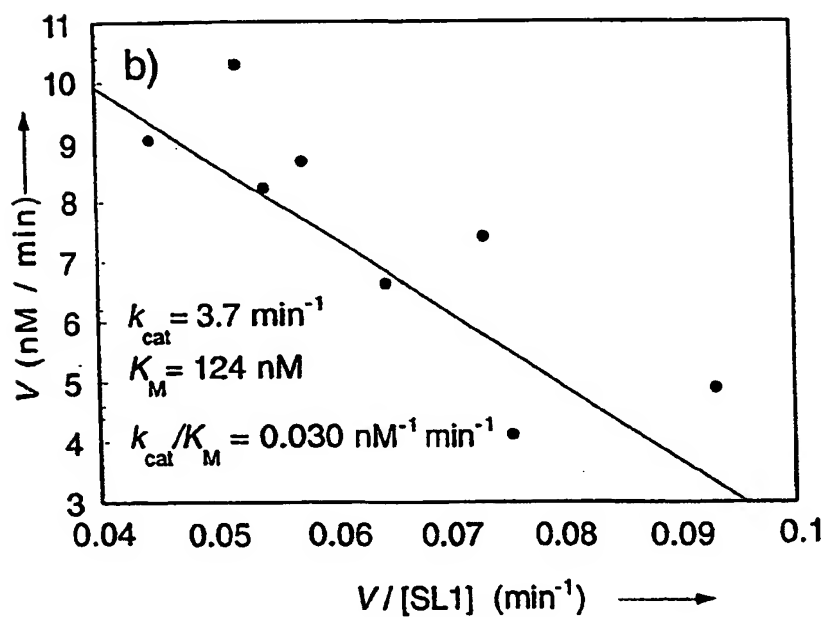 b)
V (nM / min)
11
10
9
8
7
6
5
4
3
k_cat = 3.7 min⁻¹
K_M = 124 nM
k_cat/K_M = 0.030 nM⁻¹ min⁻¹
0.04 0.05 0.06 0.07 0.08 0.09 0.1
V / [SL1] (min⁻¹)